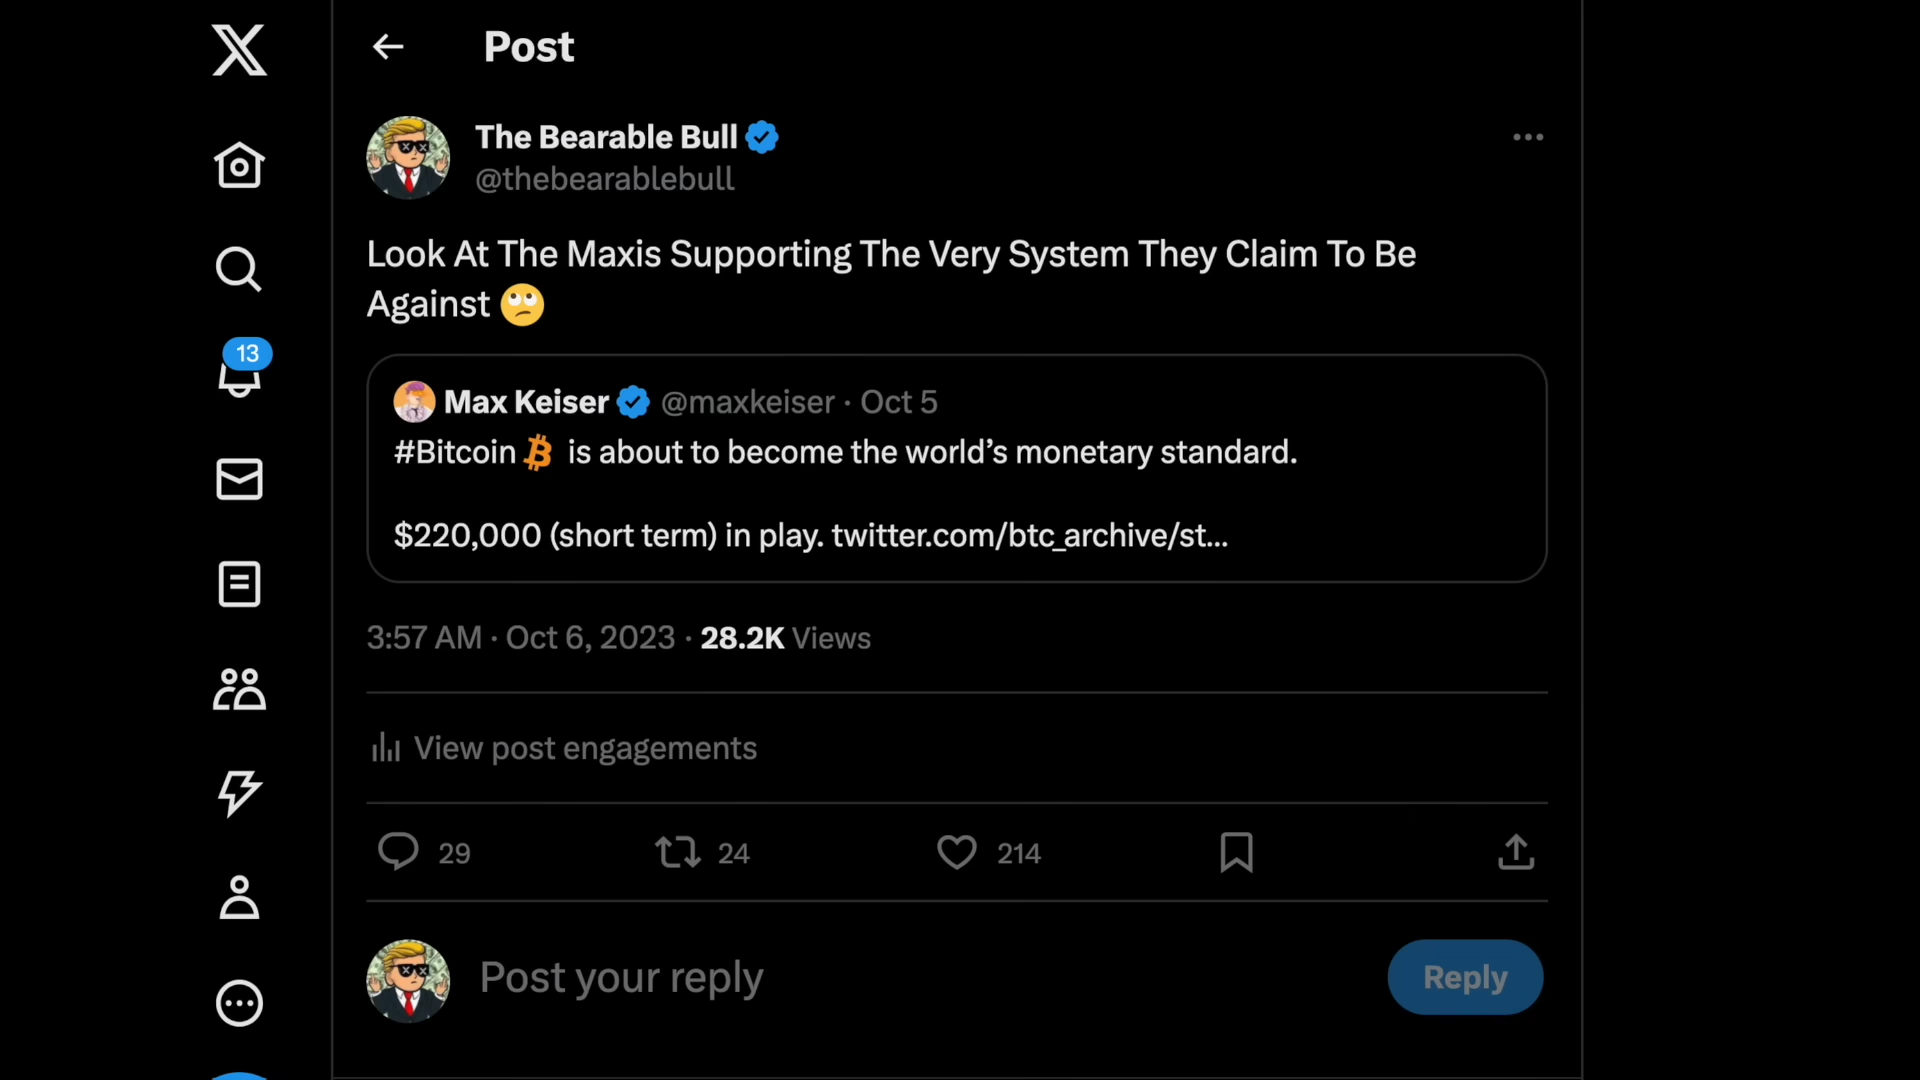 Post
The Bearable Bull
@thebearablebull
Look At The Maxis Supporting The Very System They Claim To Be
Against 🙄
Max Keiser @maxkeiser · Oct 5
#Bitcoin is about to become the world’s monetary standard.
$220,000 (short term) in play. twitter.com/btc_archive/st...
3:57 AM · Oct 6, 2023 · 28.2K Views
13
View post engagements
29 24 214
Post your reply
Reply